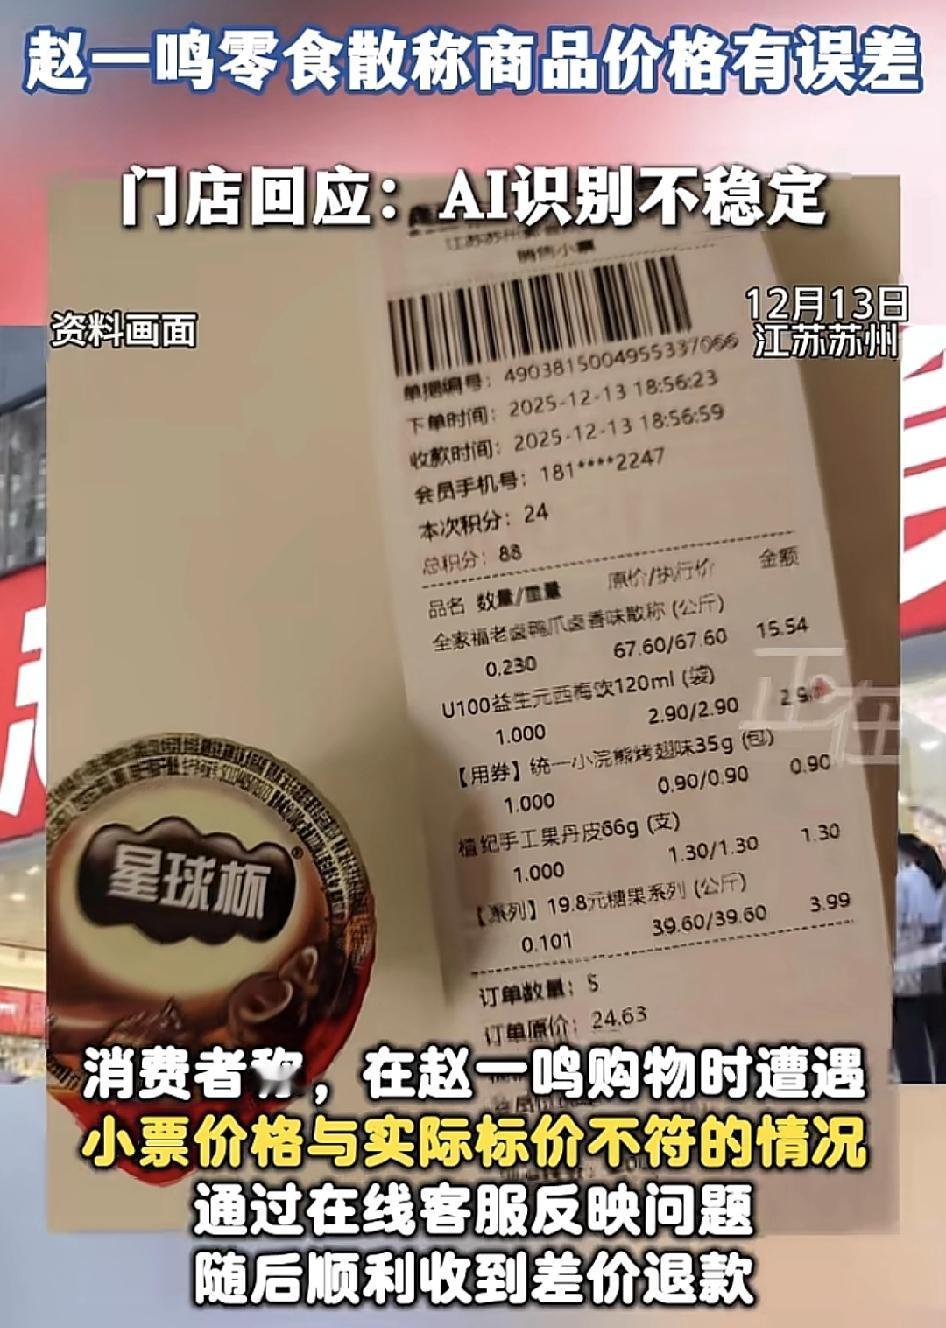 赵一鸣零食散称商品价格有误差
门店回应：AI识别不稳定
资料画面
12月13日
江苏苏州
销售小票
单据编号：4903815004955337066
下单时间：2025-12-13 18:56:23
收款时间：2025-12-13 18:56:59
会员手机号：181****2247
本次积分：24
总积分：88
品名 数量/重量 原价/执行价 金额
全家福老卤鸭爪卤香味散称（公斤）
0.230 67.60/67.60 15.54
U100益生元西梅饮120ml（袋）
1.000 2.90/2.90 2.90
【用券】统一小浣熊烤翅味35g（包）
1.000 0.90/0.90 0.90
禧纪手工果丹皮66g（支）
1.000 1.30/1.30 1.30
【系列】19.8元糖果系列（公斤）
0.101 39.60/39.60 3.99
订单数量：5
订单原价：24.63
正在
星球杯
消费者称，在赵一鸣购物时遭遇
小票价格与实际标价不符的情况
通过在线客服反映问题
随后顺利收到差价退款